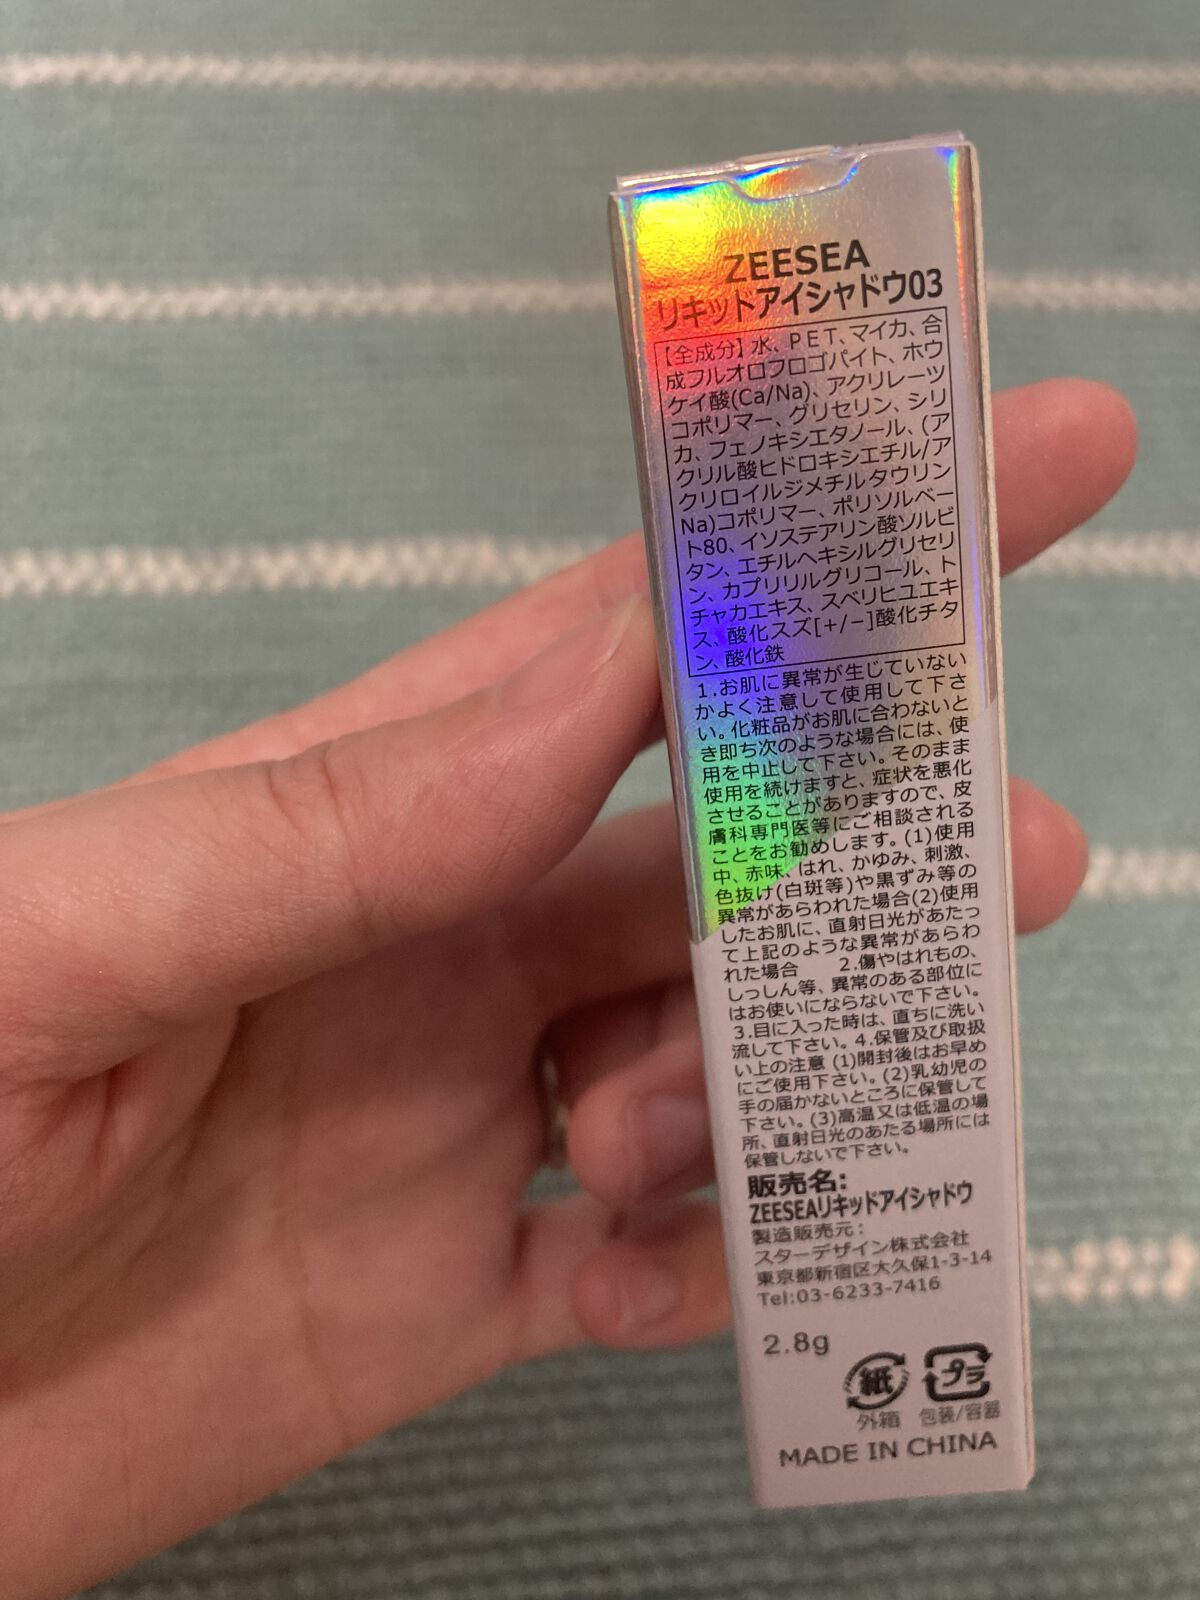 ZEESEA
リキットアイシャドウ03
【全成分】水、PET、マイカ、合
成フルオロフロゴパイト、ホウ
ケイ酸(Ca/Na)、アクリレーツ
コポリマー、グリセリン、シリ
カ、フェノキシエタノール、(ア
クリル酸ヒドロキシエチル/ア
クリロイルジメチルタウリン
Na)コポリマー、ポリソルベー
ト80、イソステアリン酸ソルビ
タン、エチルヘキシルグリセリ
ン、カプリリルグリコール、ト
チャカエキス、スベリヒユエキ
ス、酸化スズ[+/−]酸化チタ
ン、酸化鉄
1.お肌に異常が生じていない
かよく注意して使用して下さ
い。化粧品がお肌に合わないと
き即ち次のような場合には、使
用を中止して下さい。そのまま
使用を続けますと、症状を悪化
させることがありますので、皮
膚科専門医等にご相談される
ことをお勧めします。(1)使用
中、赤味、はれ、かゆみ、刺激、
色抜け(白斑等)や黒ずみ等の
異常があらわれた場合(2)使用
したお肌に、直射日光があたっ
て上記のような異常があらわ
れた場合　2.傷やはれもの、
しっしん等、異常のある部位に
はお使いにならないで下さい。
3.目に入った時は、直ちに洗い
流して下さい。4.保管及び取扱
い上の注意 (1)開封後はお早め
にご使用下さい。(2)乳幼児の
手の届かないところに保管して
下さい。(3)高温又は低温の場
所、直射日光のあたる場所には
保管しないで下さい。
販売名:
ZEESEAリキッドアイシャドウ
製造販売元:
スターデザイン株式会社
東京都新宿区大久保1-3-14
Tel:03-6233-7416
2.8g
紙 プラ
外箱 包装/容器
MADE IN CHINA